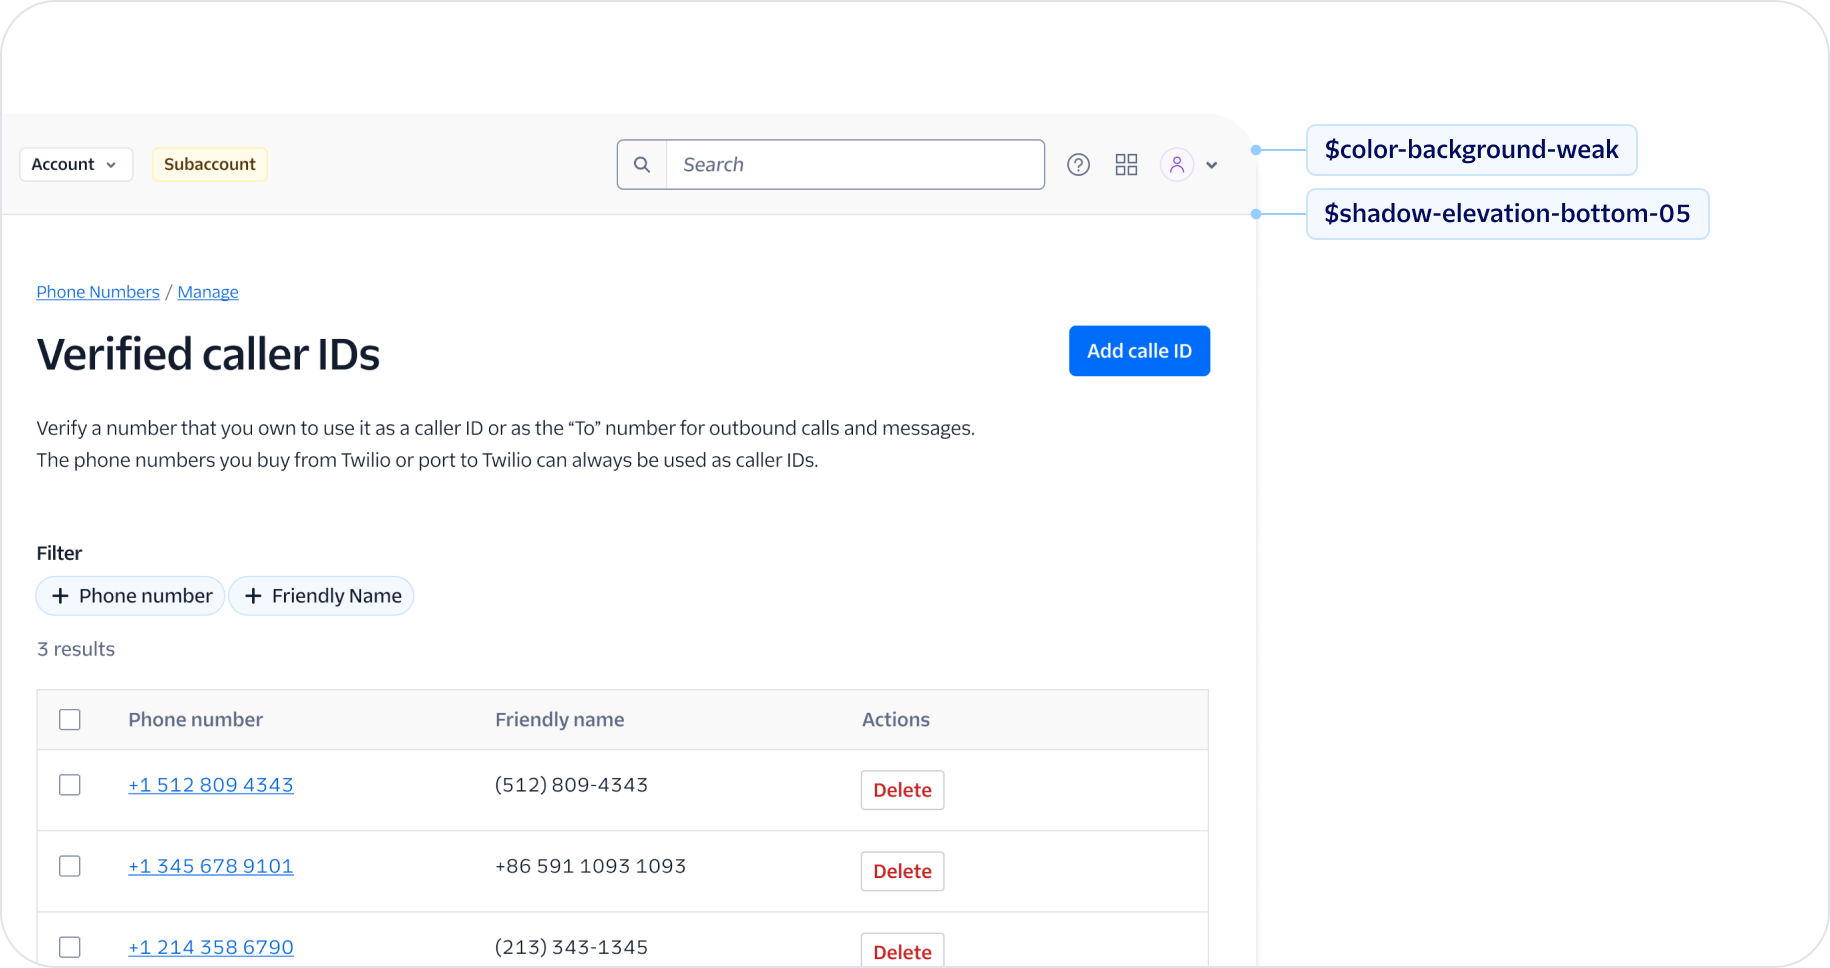 Account
Subaccount
Search
$color-background-weak
$shadow-elevation-bottom-05
Phone Numbers / Manage
Verified caller IDs
Add calle ID
Verify a number that you own to use it as a caller ID or as the “To” number for outbound calls and messages.
The phone numbers you buy from Twilio or port to Twilio can always be used as caller IDs.
Filter
+ Phone number
+ Friendly Name
3 results
Phone number Friendly name Actions
+1 512 809 4343 (512) 809-4343 Delete
+1 345 678 9101 +86 591 1093 1093 Delete
+1 214 358 6790 (213) 343-1345 Delete